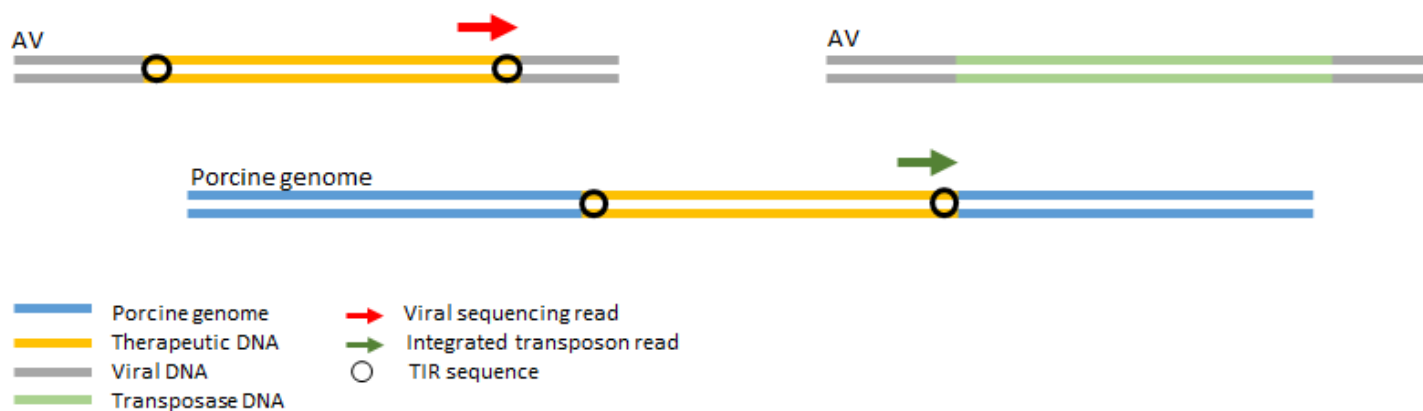 AV
AV
Porcine genome
Porcine genome
Viral sequencing read
Therapeutic DNA
Integrated transposon read
Viral DNA
TIR sequence
Transposase DNA